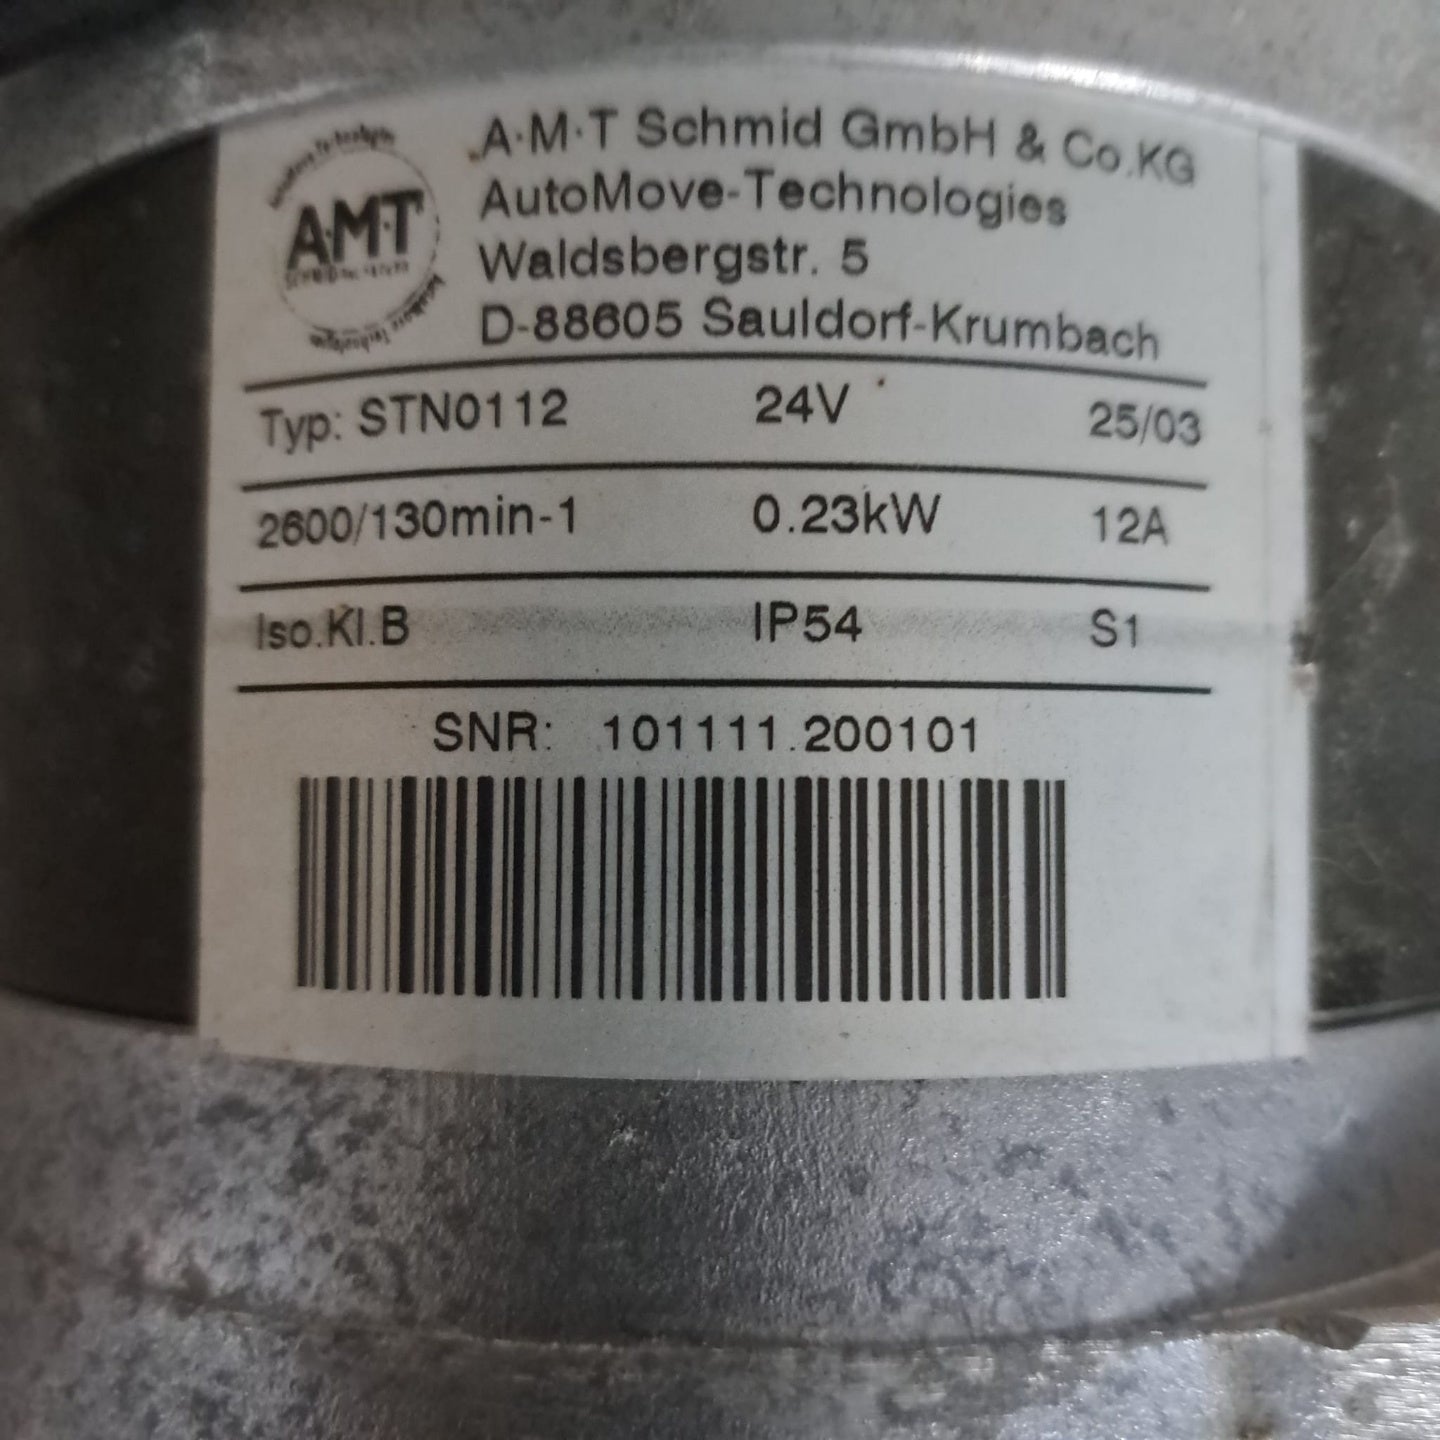 A·M·T Schmid GmbH & Co.KG
AutoMove-Technologies
Waldsbergstr. 5
D-88605 Sauldorf-Krumbach
A·M·T
Typ: STN0112 24V 25/03
2600/130min-1 0.23kW 12A
Iso.Kl.B IP54 S1
SNR: 101111.200101